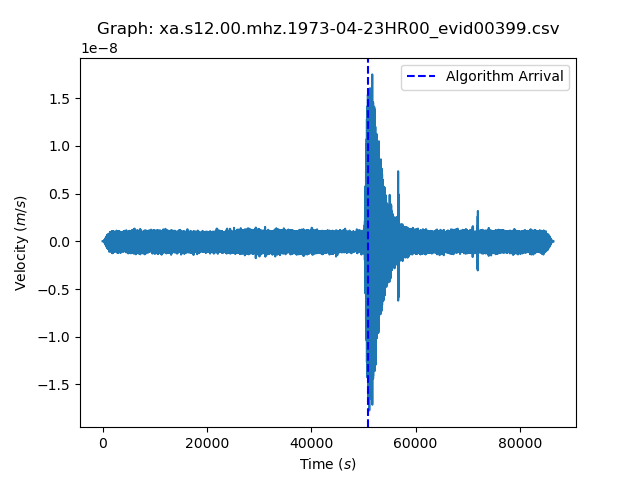 Graph: xa.s12.00.mhz.1973-04-23HR00_evid00399.csv
1e−8
Algorithm Arrival
1.5
1.0
0.5
0.0
−0.5
−1.0
−1.5
Velocity (m/s)
0 20000 40000 60000 80000
Time (s)